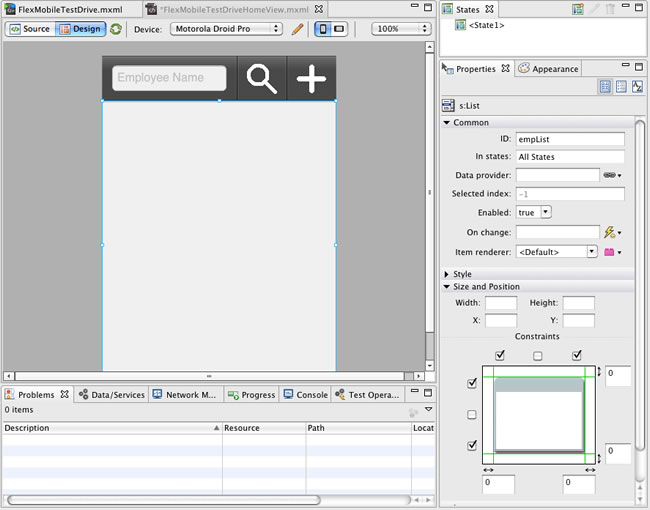 FlexMobileTestDrive.mxml
*FlexMobileTestDriveHomeView.mxml
Source
Design
Device:
Motorola Droid Pro
100%
Employee Name
States
<State1>
Properties
Appearance
s:List
Common
ID:
empList
In states:
All States
Data provider:
Selected index:
-1
Enabled:
true
On change:
Item renderer:
<Default>
Style
Size and Position
Width:
Height:
X:
Y:
Constraints
0
0
0
0
Problems
Data/Services
Network M...
Progress
Console
Test Opera...
0 items
Description
Resource
Path
Locat